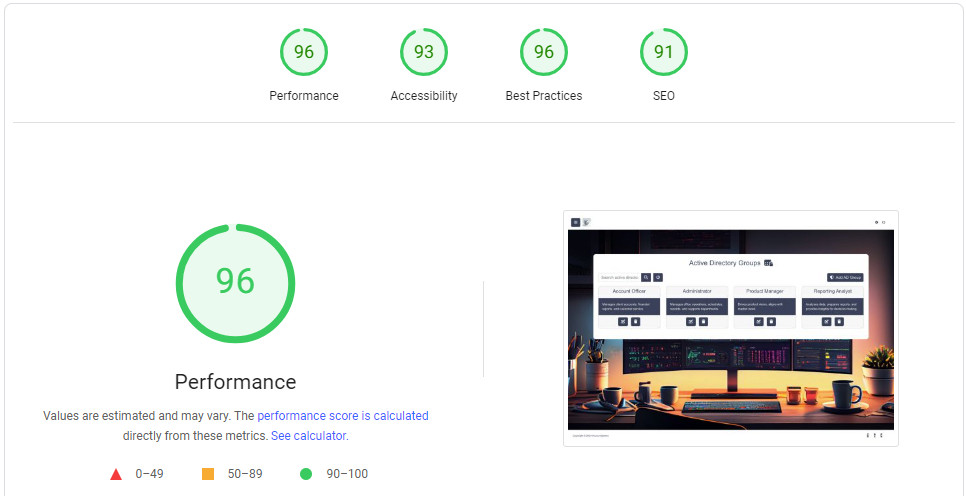 96 93 96 91
Performance Accessibility Best Practices SEO
96
Performance
Values are estimated and may vary. The performance score is calculated
directly from these metrics. See calculator.
0–49 50–89 90–100
Active Directory Groups
Add AD Group
Account Officer Administrator Product Manager Reporting Analyst